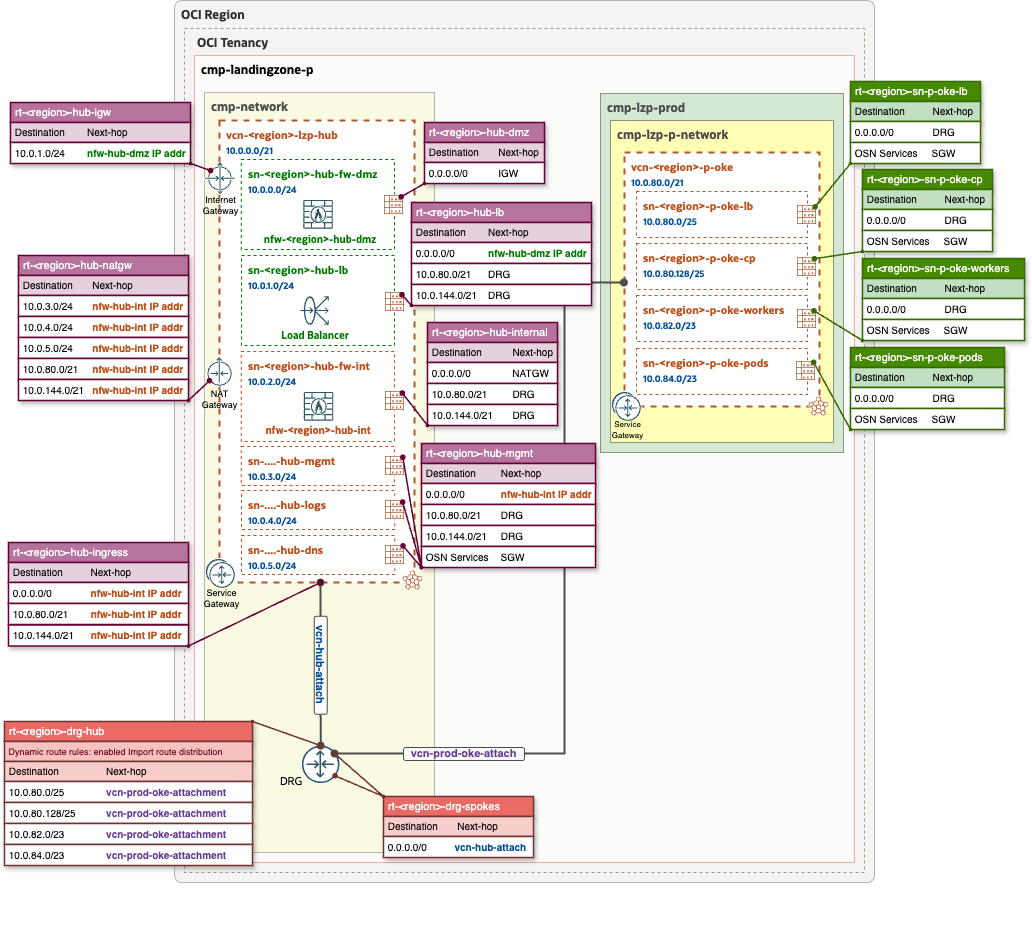 OCI Region
OCI Tenancy
cmp-landingzone-p
cmp-network
vcn-<region>-lzp-hub
10.0.0.0/21
sn-<region>-hub-fw-dmz
10.0.0.0/24
nfw-<region>-hub-dmz
sn-<region>-hub-lb
10.0.1.0/24
Load Balancer
sn-<region>-hub-fw-int
10.0.2.0/24
nfw-<region>-hub-int
sn-....-hub-mgmt
10.0.3.0/24
sn-....-hub-logs
10.0.4.0/24
sn-....-hub-dns
10.0.5.0/24
Internet
Gateway
NAT
Gateway
Service
Gateway
rt-<region>-hub-igw
Destination Next-hop
10.0.1.0/24 nfw-hub-dmz IP addr
rt-<region>-hub-natgw
Destination Next-hop
10.0.3.0/24 nfw-hub-int IP addr
10.0.4.0/24 nfw-hub-int IP addr
10.0.5.0/24 nfw-hub-int IP addr
10.0.80.0/21 nfw-hub-int IP addr
10.0.144.0/21 nfw-hub-int IP addr
rt-<region>-hub-ingress
Destination Next-hop
0.0.0.0/0 nfw-hub-int IP addr
10.0.80.0/21 nfw-hub-int IP addr
10.0.144.0/21 nfw-hub-int IP addr
rt-<region>-hub-dmz
Destination Next-hop
0.0.0.0/0 IGW
rt-<region>-hub-lb
Destination Next-hop
0.0.0.0/0 nfw-hub-dmz IP addr
10.0.80.0/21 DRG
10.0.144.0/21 DRG
rt-<region>-hub-internal
Destination Next-hop
0.0.0.0/0 NATGW
10.0.80.0/21 DRG
10.0.144.0/21 DRG
rt-<region>-hub-mgmt
Destination Next-hop
0.0.0.0/0 nfw-hub-int IP addr
10.0.80.0/21 DRG
10.0.144.0/21 DRG
OSN Services SGW
cmp-lzp-prod
cmp-lzp-p-network
vcn-<region>-p-oke
10.0.80.0/21
sn-<region>-p-oke-lb
10.0.80.0/25
sn-<region>-p-oke-cp
10.0.80.128/25
sn-<region>-p-oke-workers
10.0.82.0/23
sn-<region>-p-oke-pods
10.0.84.0/23
Service
Gateway
rt-<region>-sn-p-oke-lb
Destination Next-hop
0.0.0.0/0 DRG
OSN Services SGW
rt-<region>-sn-p-oke-cp
Destination Next-hop
0.0.0.0/0 DRG
OSN Services SGW
rt-<region>-sn-p-oke-workers
Destination Next-hop
0.0.0.0/0 DRG
OSN Services SGW
rt-<region>-sn-p-oke-pods
Destination Next-hop
0.0.0.0/0 DRG
OSN Services SGW
vcn-hub-attach
DRG
vcn-prod-oke-attach
rt-<region>-drg-hub
Dynamic route rules: enabled Import route distribution
Destination Next-hop
10.0.80.0/25 vcn-prod-oke-attachment
10.0.80.128/25 vcn-prod-oke-attachment
10.0.82.0/23 vcn-prod-oke-attachment
10.0.84.0/23 vcn-prod-oke-attachment
rt-<region>-drg-spokes
Destination Next-hop
0.0.0.0/0 vcn-hub-attach